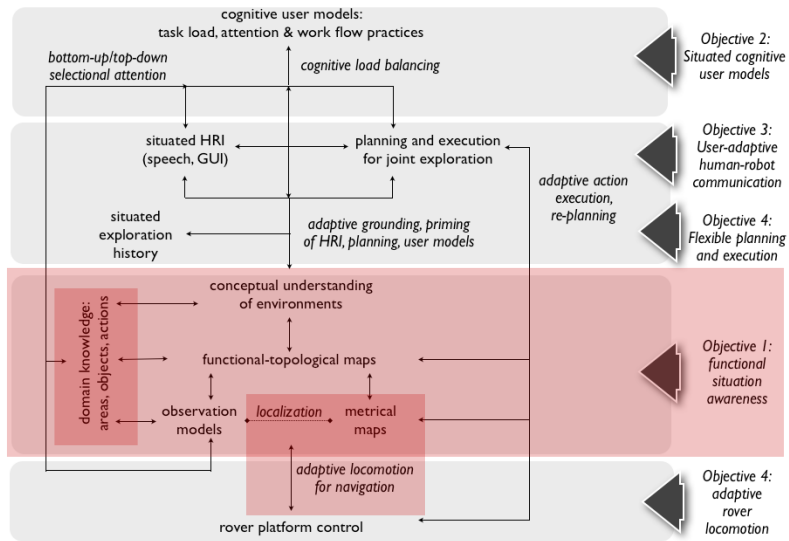 cognitive user models:
task load, attention & work flow practices
bottom-up/top-down
selectional attention
cognitive load balancing
Objective 2:
Situated cognitive
user models
situated HRI
(speech, GUI)
planning and execution
for joint exploration
Objective 3:
User-adaptive
human-robot
communication
adaptive action
execution,
re-planning
situated
exploration
history
adaptive grounding, priming
of HRI, planning, user models
Objective 4:
Flexible planning
and execution
conceptual understanding
of environments
domain knowledge:
areas, objects, actions
functional-topological maps
Objective 1:
functional
situation
awareness
observation
models
localization
metrical
maps
adaptive locomotion
for navigation
rover platform control
Objective 4:
adaptive
rover
locomotion